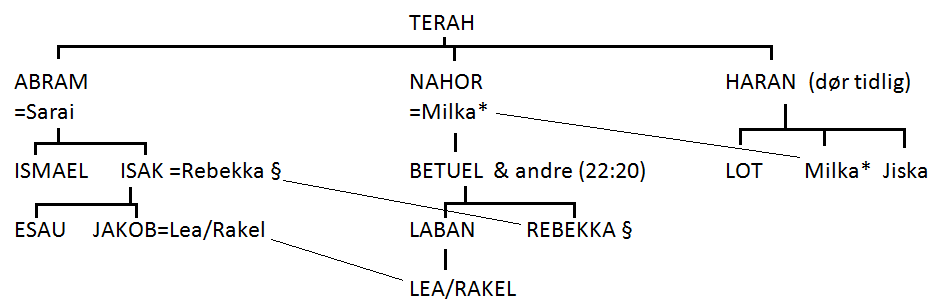 TERAH
ABRAM NAHOR HARAN (dør tidlig)
=Sarai =Milka*
ISMAEL ISAK =Rebekka § BETUEL & andre (22:20) LOT Milka* Jiska
ESAU JAKOB=Lea/Rakel LABAN REBEKKA §
LEA/RAKEL